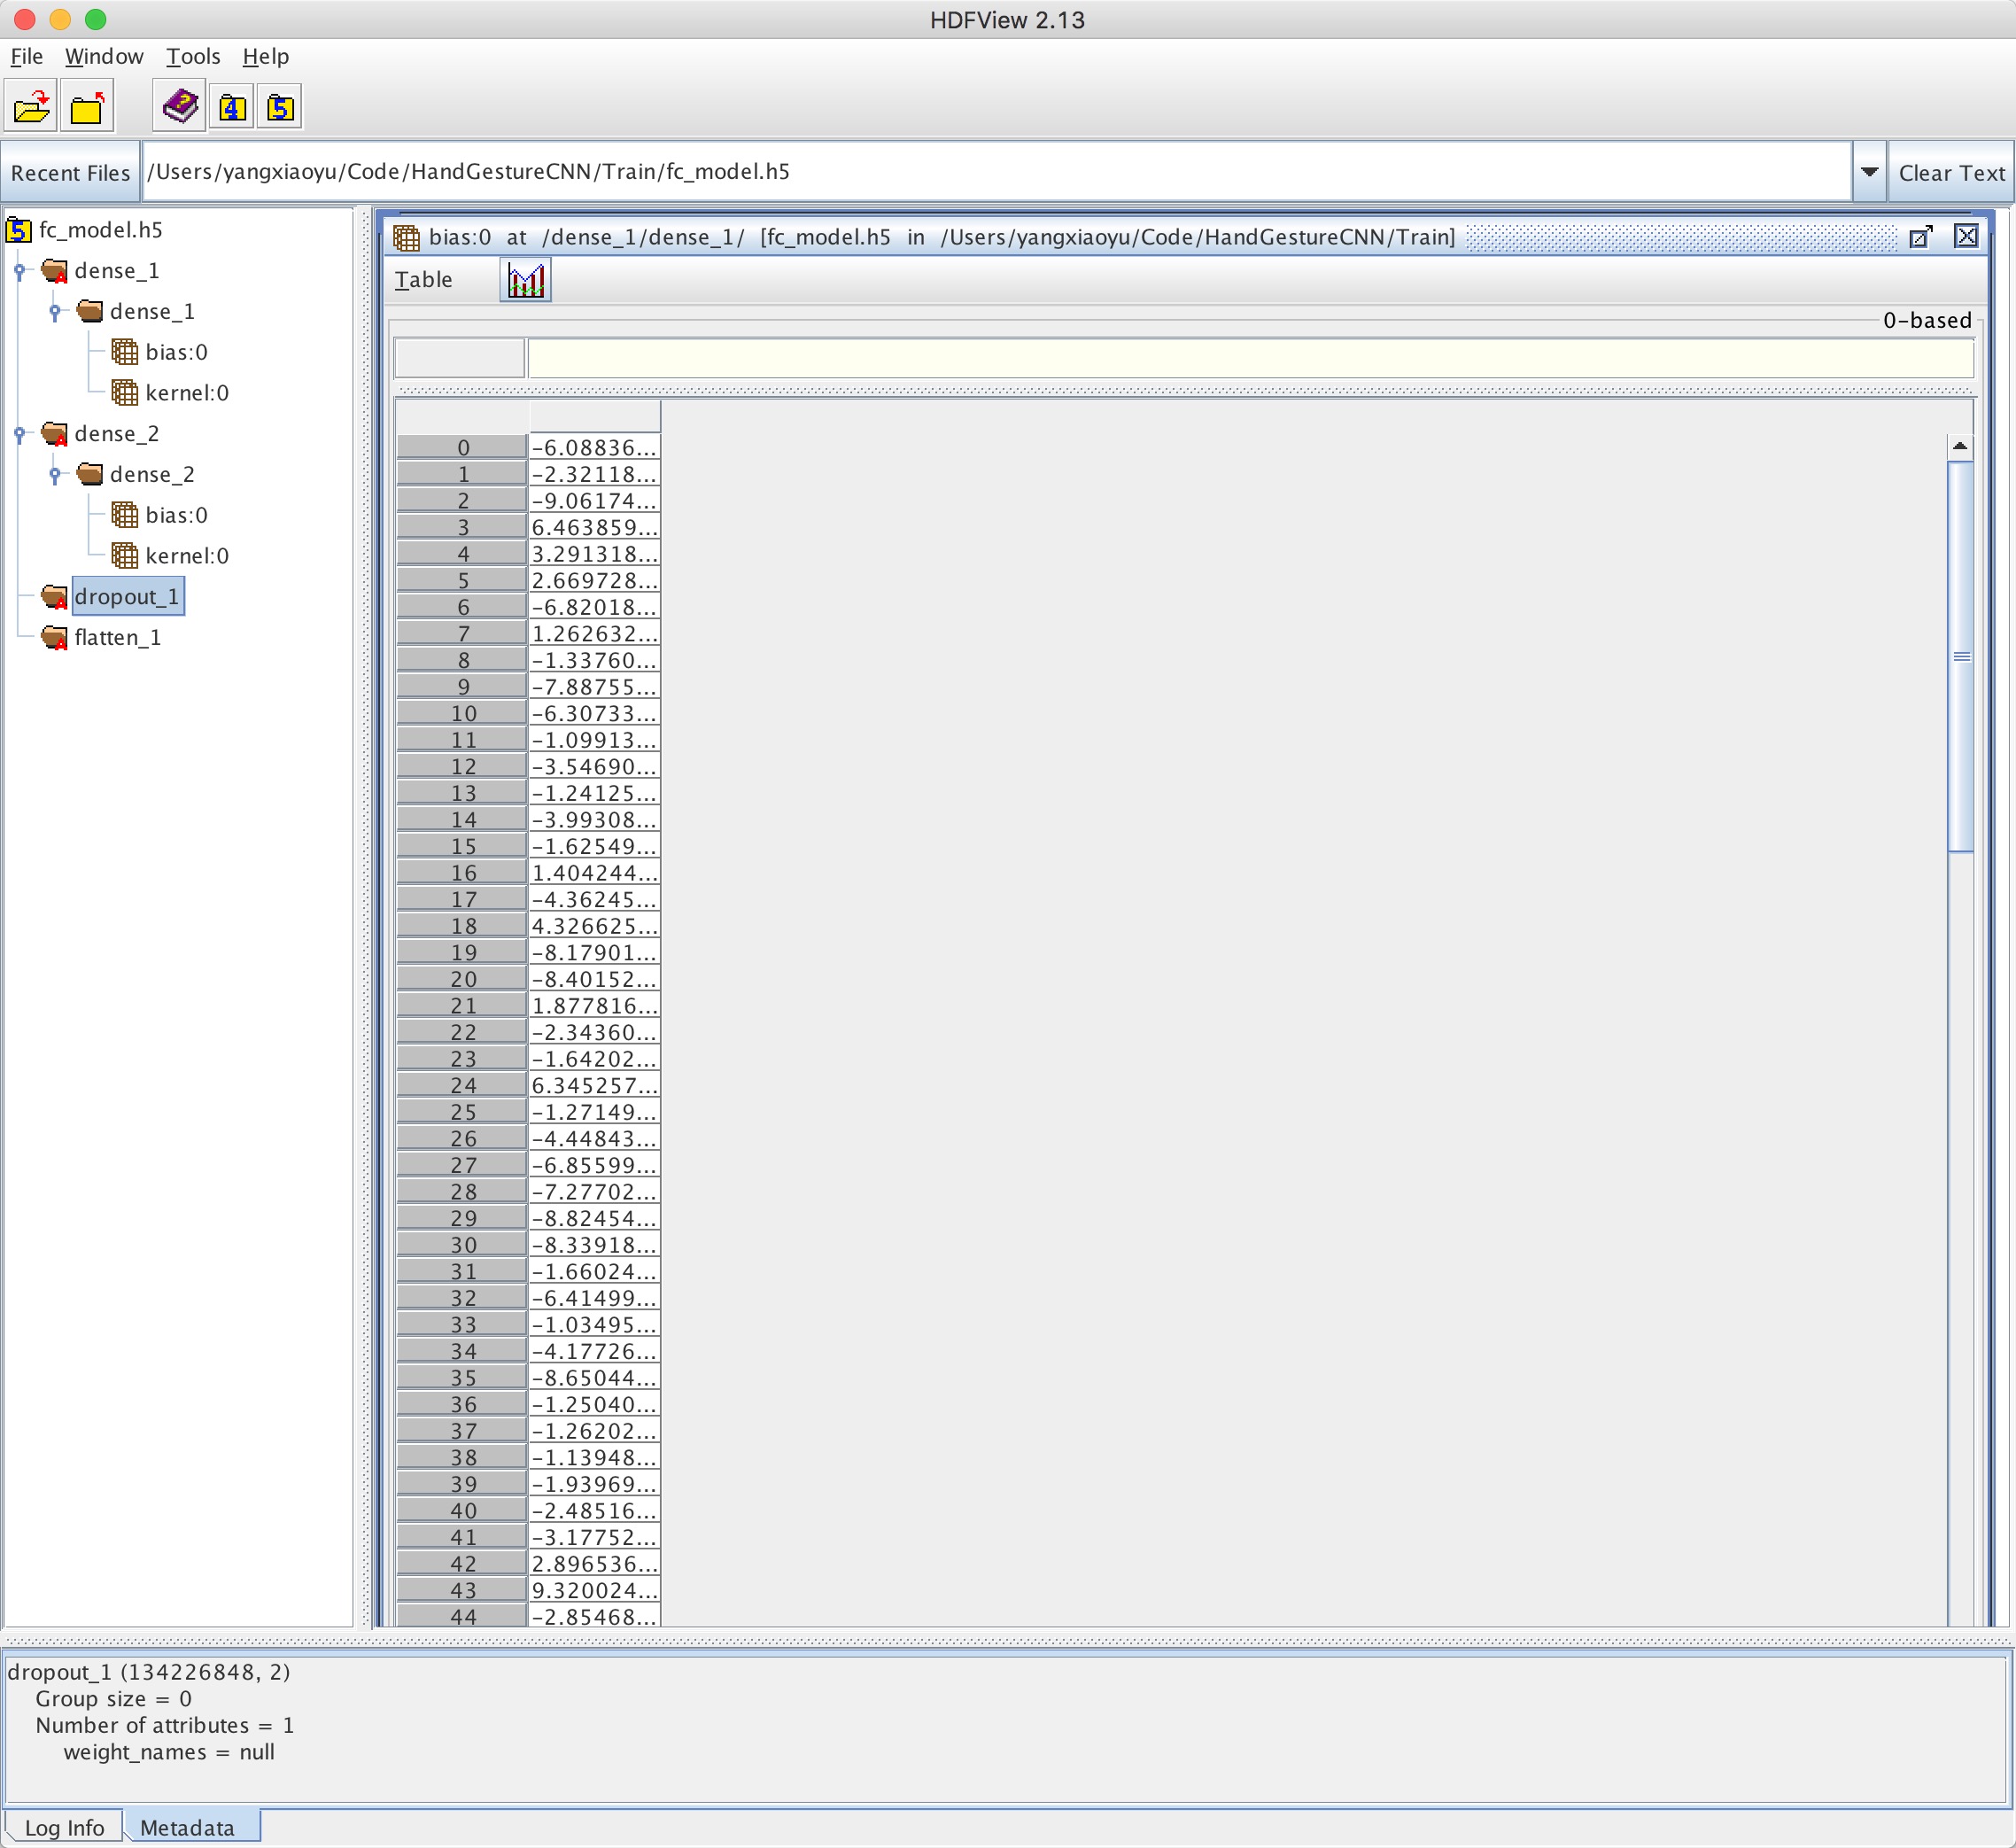 HDFView 2.13
File Window Tools Help
4 5
Recent Files /Users/yangxiaoyu/Code/HandGestureCNN/Train/fc_model.h5 Clear Text
5 fc_model.h5
dense_1
dense_1
bias:0
kernel:0
dense_2
dense_2
bias:0
kernel:0
dropout_1
flatten_1
bias:0 at /dense_1/dense_1/ [fc_model.h5 in /Users/yangxiaoyu/Code/HandGestureCNN/Train]
Table
0-based
0 -6.08836...
1 -2.32118...
2 -9.06174...
3 6.463859...
4 3.291318...
5 2.669728...
6 -6.82018...
7 1.262632...
8 -1.33760...
9 -7.88755...
10 -6.30733...
11 -1.09913...
12 -3.54690...
13 -1.24125...
14 -3.99308...
15 -1.62549...
16 1.404244...
17 -4.36245...
18 4.326625...
19 -8.17901...
20 -8.40152...
21 1.877816...
22 -2.34360...
23 -1.64202...
24 6.345257...
25 -1.27149...
26 -4.44843...
27 -6.85599...
28 -7.27702...
29 -8.82454...
30 -8.33918...
31 -1.66024...
32 -6.41499...
33 -1.03495...
34 -4.17726...
35 -8.65044...
36 -1.25040...
37 -1.26202...
38 -1.13948...
39 -1.93969...
40 -2.48516...
41 -3.17752...
42 2.896536...
43 9.320024...
44 -2.85468...
dropout_1 (134226848, 2)
Group size = 0
Number of attributes = 1
weight_names = null
Log Info Metadata